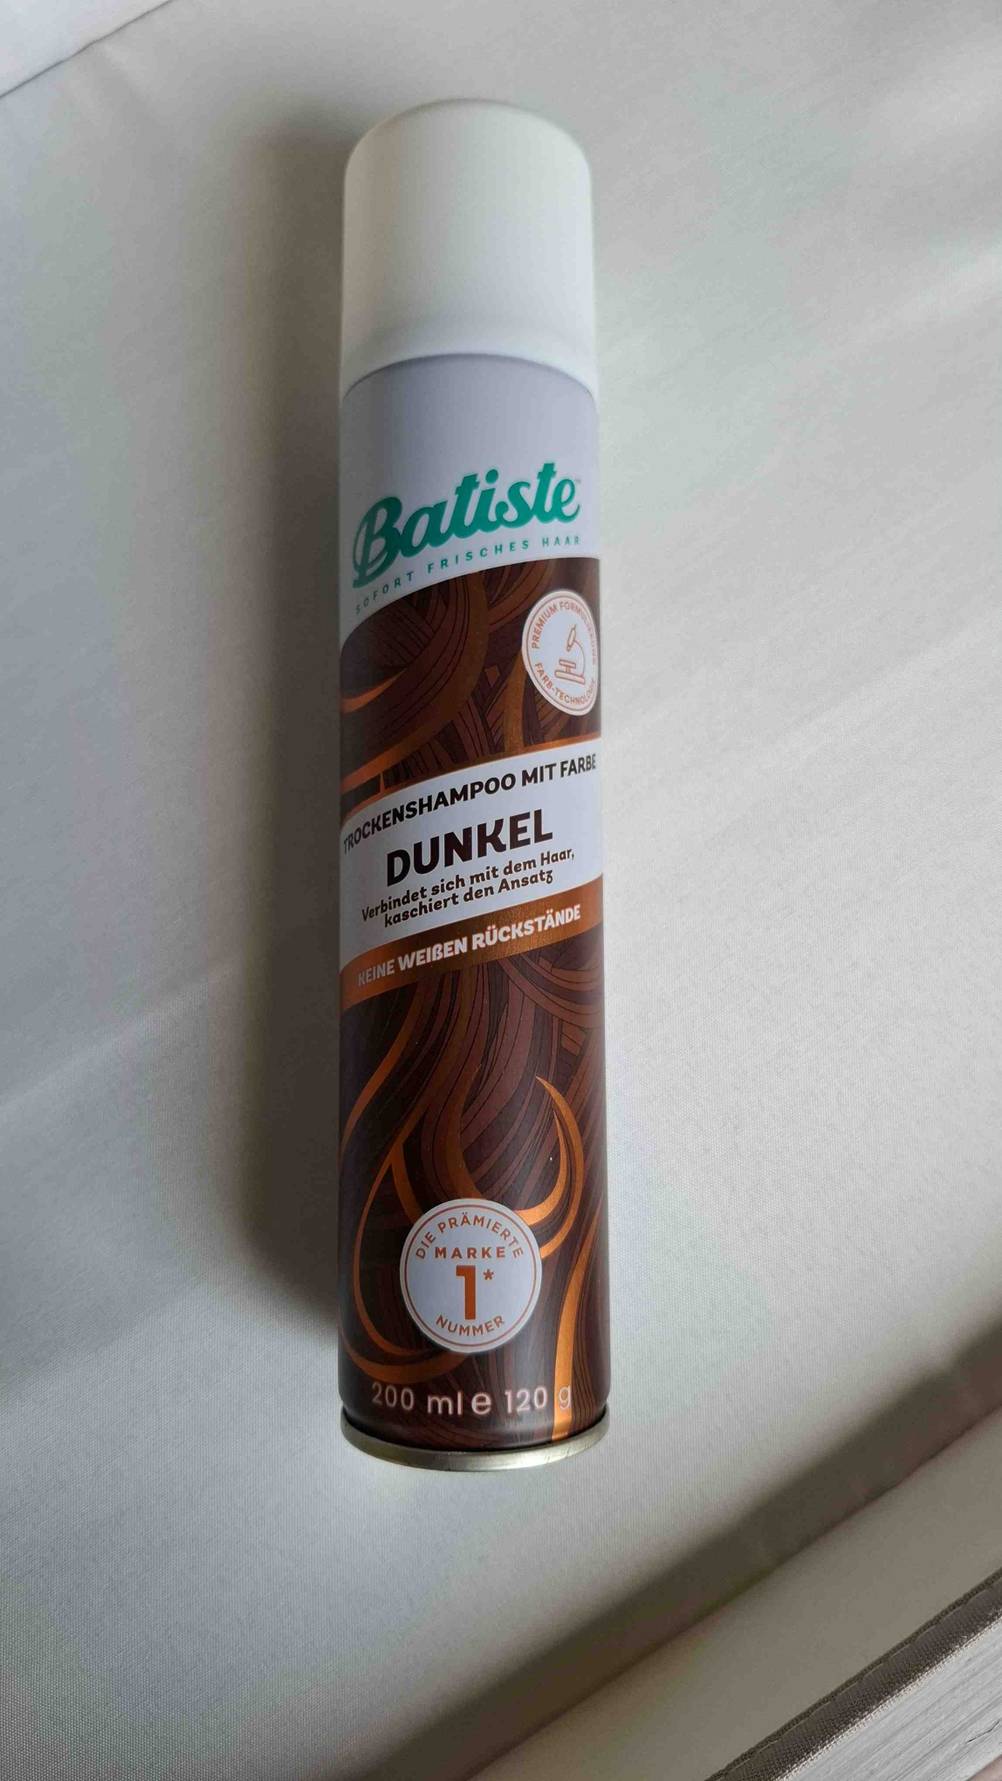 Batiste
SOFORT FRISCHES HAAR
PREMIUM FORMULIERUNG
FARB-TECHNOLOGIE
TROCKENSHAMPOO MIT FARBE
DUNKEL
Verbindet sich mit dem Haar,
kaschiert den Ansatz
KEINE WEIẞEN RÜCKSTÄNDE
DIE PRÄMIERTE
MARKE
1*
NUMMER
200 ml e 120 g